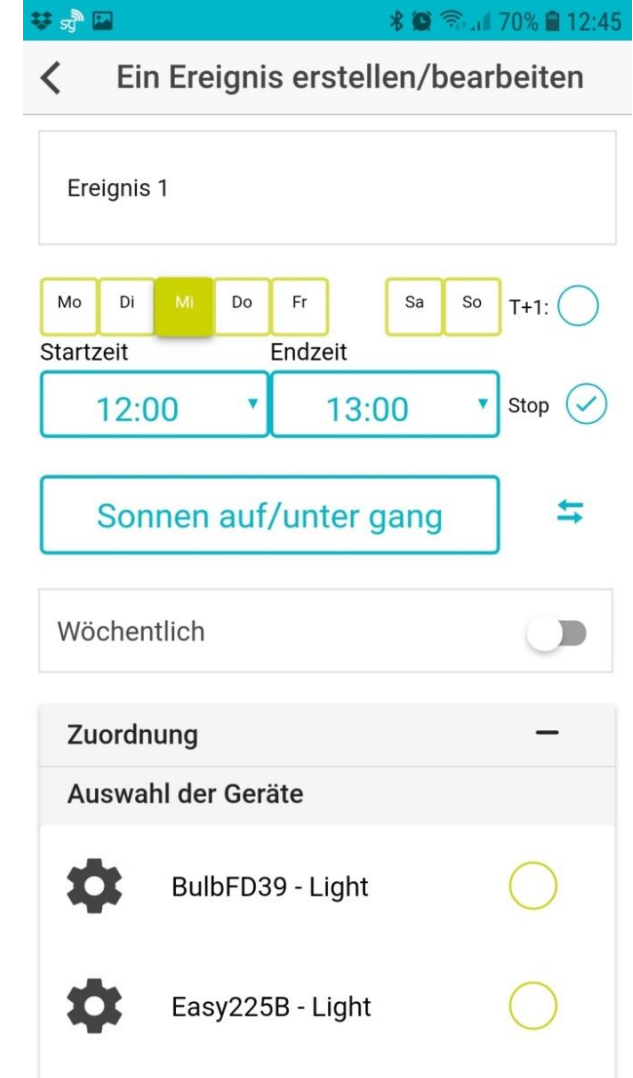 sg 70% 12:45
Ein Ereignis erstellen/bearbeiten
Ereignis 1
Mo Di Mi Do Fr Sa So T+1:
Startzeit Endzeit
12:00 13:00 Stop
Sonnen auf/unter gang
Wöchentlich
Zuordnung
Auswahl der Geräte
BulbFD39 - Light
Easy225B - Light